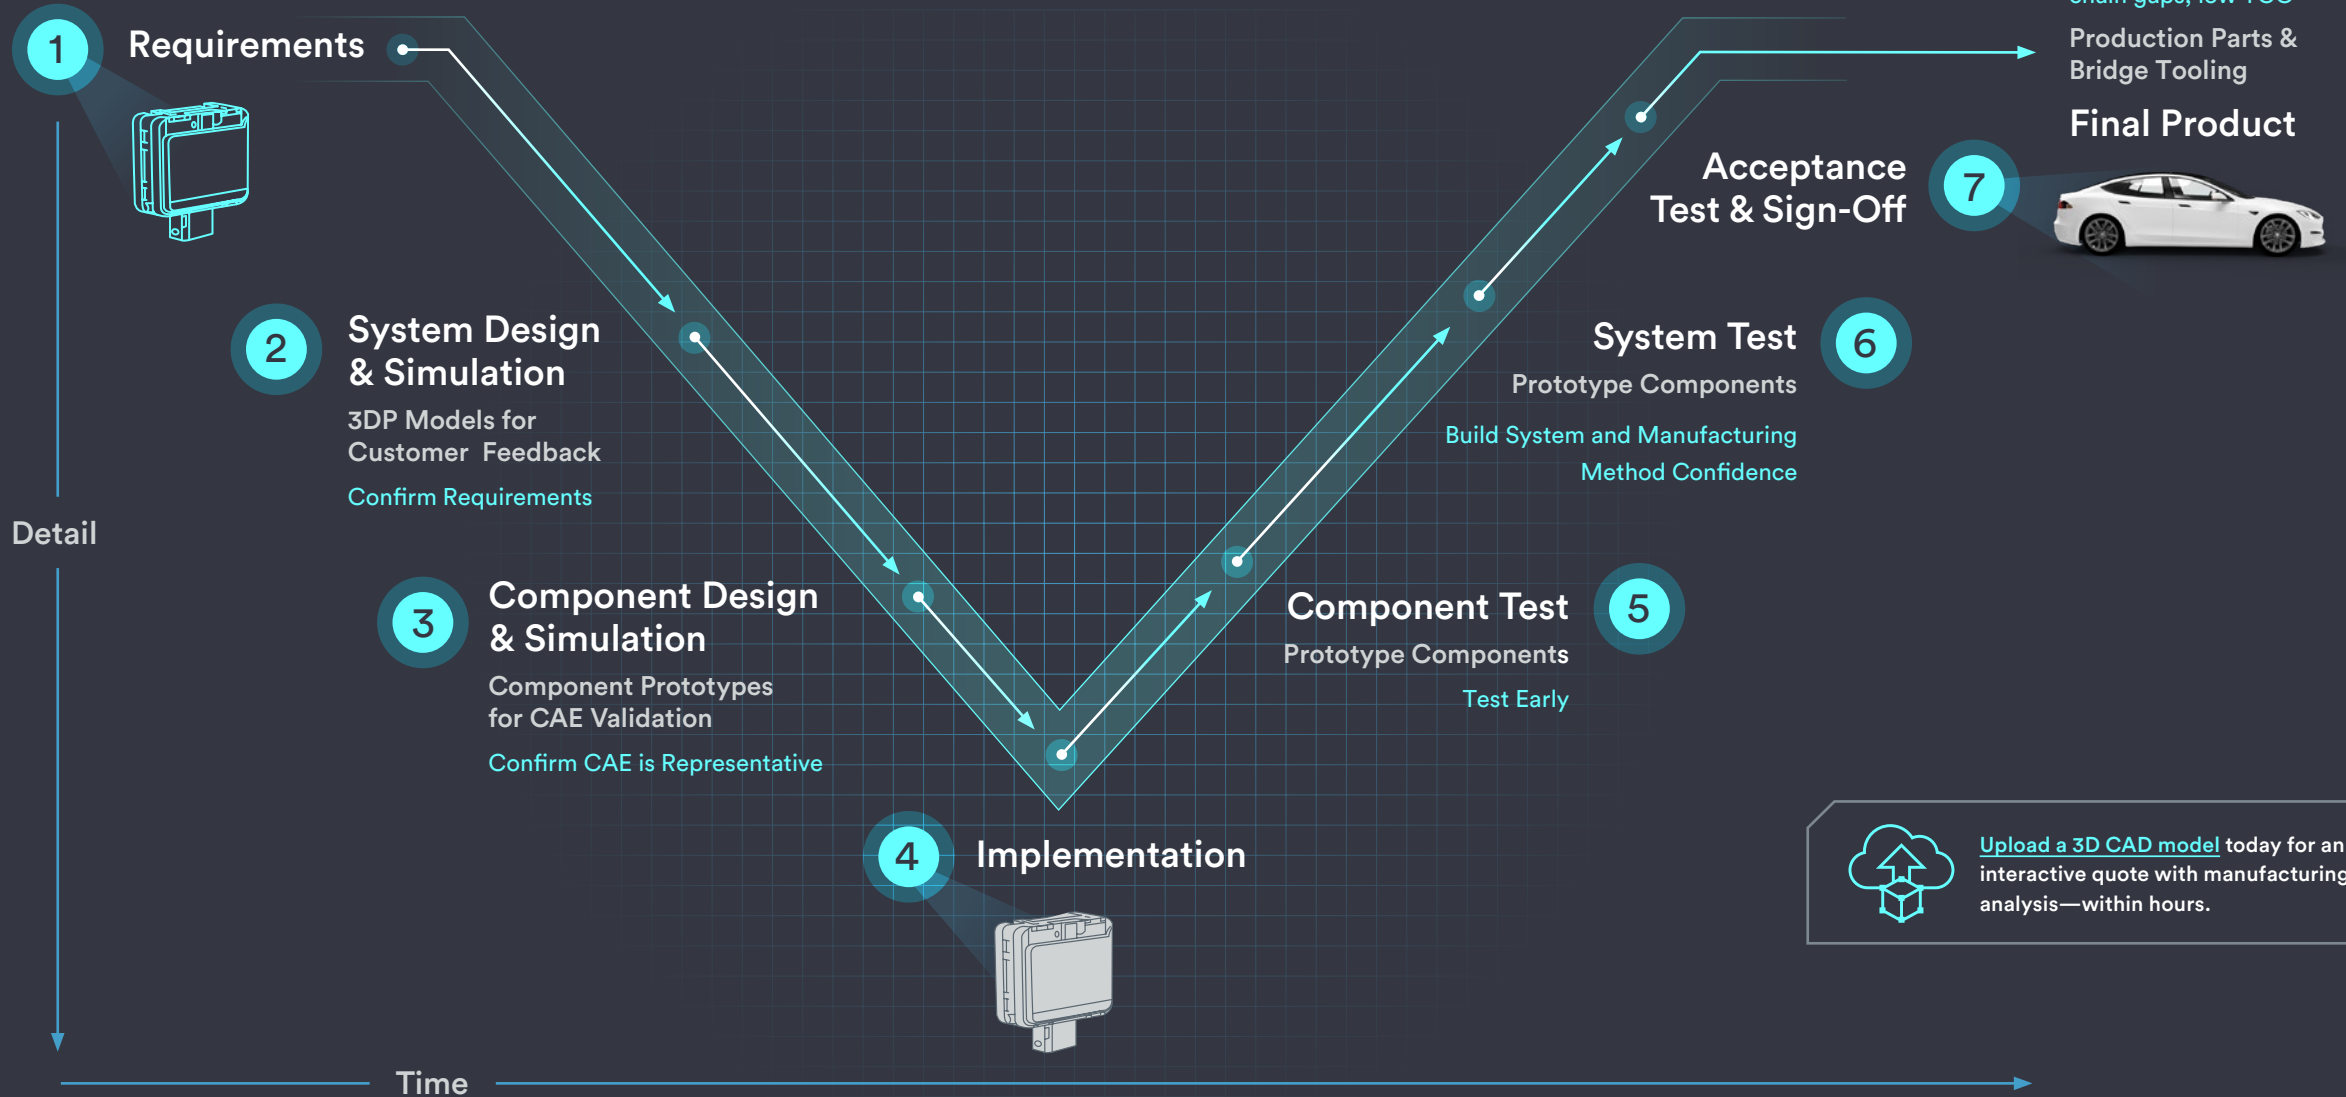 1
Requirements
2
System Design
& Simulation
3DP Models for
Customer Feedback
Confirm Requirements
Detail
3
Component Design
& Simulation
Component Prototypes
for CAE Validation
Confirm CAE is Representative
4
Implementation
Component Test
5
Prototype Components
Test Early
System Test
6
Prototype Components
Build System and Manufacturing
Method Confidence
Acceptance
Test & Sign-Off
7
Production Parts &
Bridge Tooling
Final Product
Upload a 3D CAD model today for an
interactive quote with manufacturing
analysis—within hours.
Time